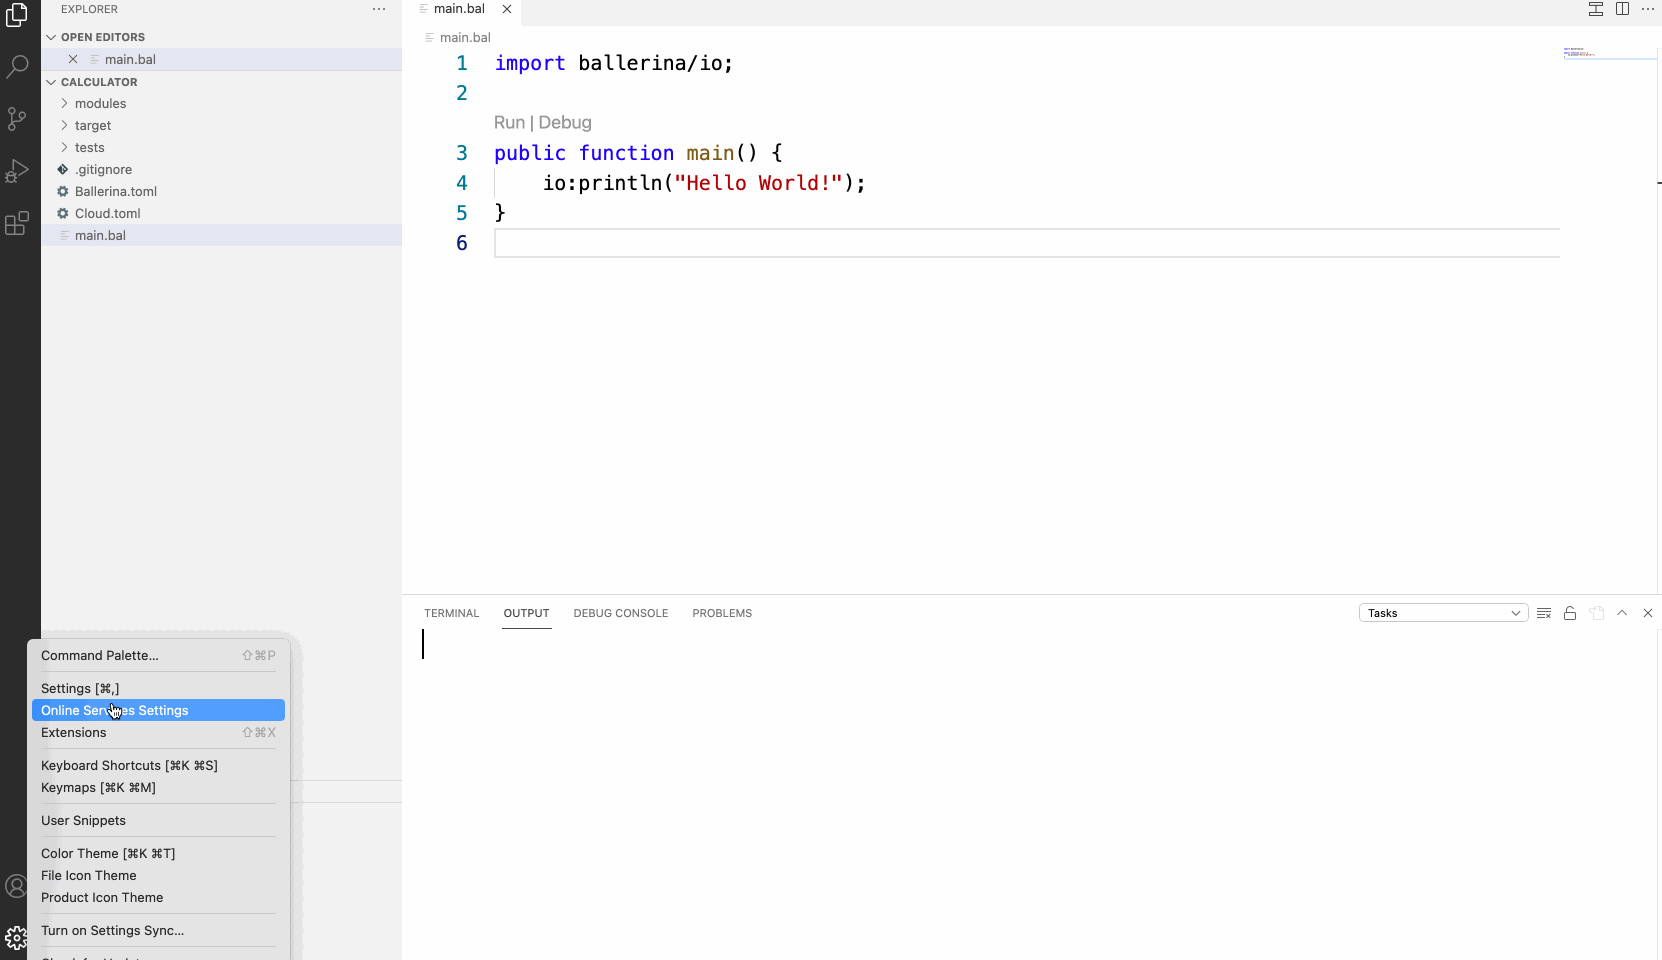 EXPLORER
OPEN EDITORS
main.bal
CALCULATOR
modules
target
tests
.gitignore
Ballerina.toml
Cloud.toml
main.bal
main.bal
main.bal
1 import ballerina/io;
2
Run | Debug
3 public function main() {
4 io:println("Hello World!");
5 }
6
TERMINAL OUTPUT DEBUG CONSOLE PROBLEMS Tasks
Command Palette... ⇧⌘P
Settings [⌘,]
Online Services Settings
Extensions ⇧⌘X
Keyboard Shortcuts [⌘K ⌘S]
Keymaps [⌘K ⌘M]
User Snippets
Color Theme [⌘K ⌘T]
File Icon Theme
Product Icon Theme
Turn on Settings Sync...